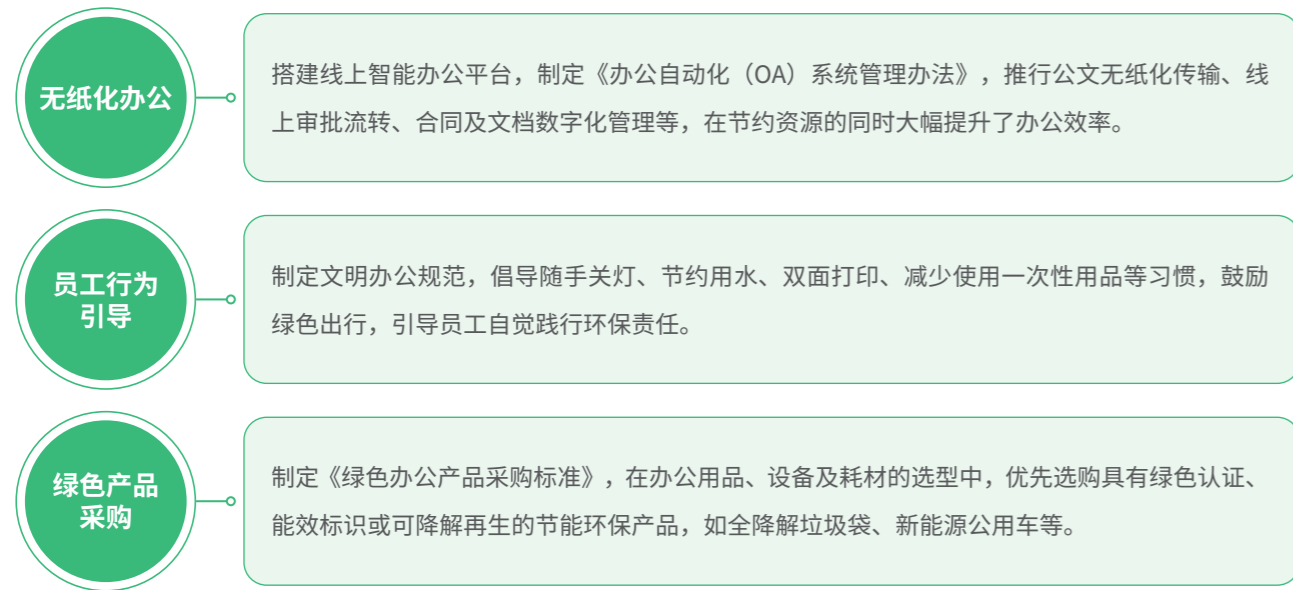 无纸化办公
搭建线上智能办公平台，制定《办公自动化（OA）系统管理办法》，推行公文无纸化传输、线
上审批流转、合同及文档数字化管理等，在节约资源的同时大幅提升了办公效率。
员工行为
引导
制定文明办公规范，倡导随手关灯、节约用水、双面打印、减少使用一次性用品等习惯，鼓励
绿色出行，引导员工自觉践行环保责任。
绿色产品
采购
制定《绿色办公产品采购标准》，在办公用品、设备及耗材的选型中，优先选购具有绿色认证、
能效标识或可降解再生的节能环保产品，如全降解垃圾袋、新能源公用车等。